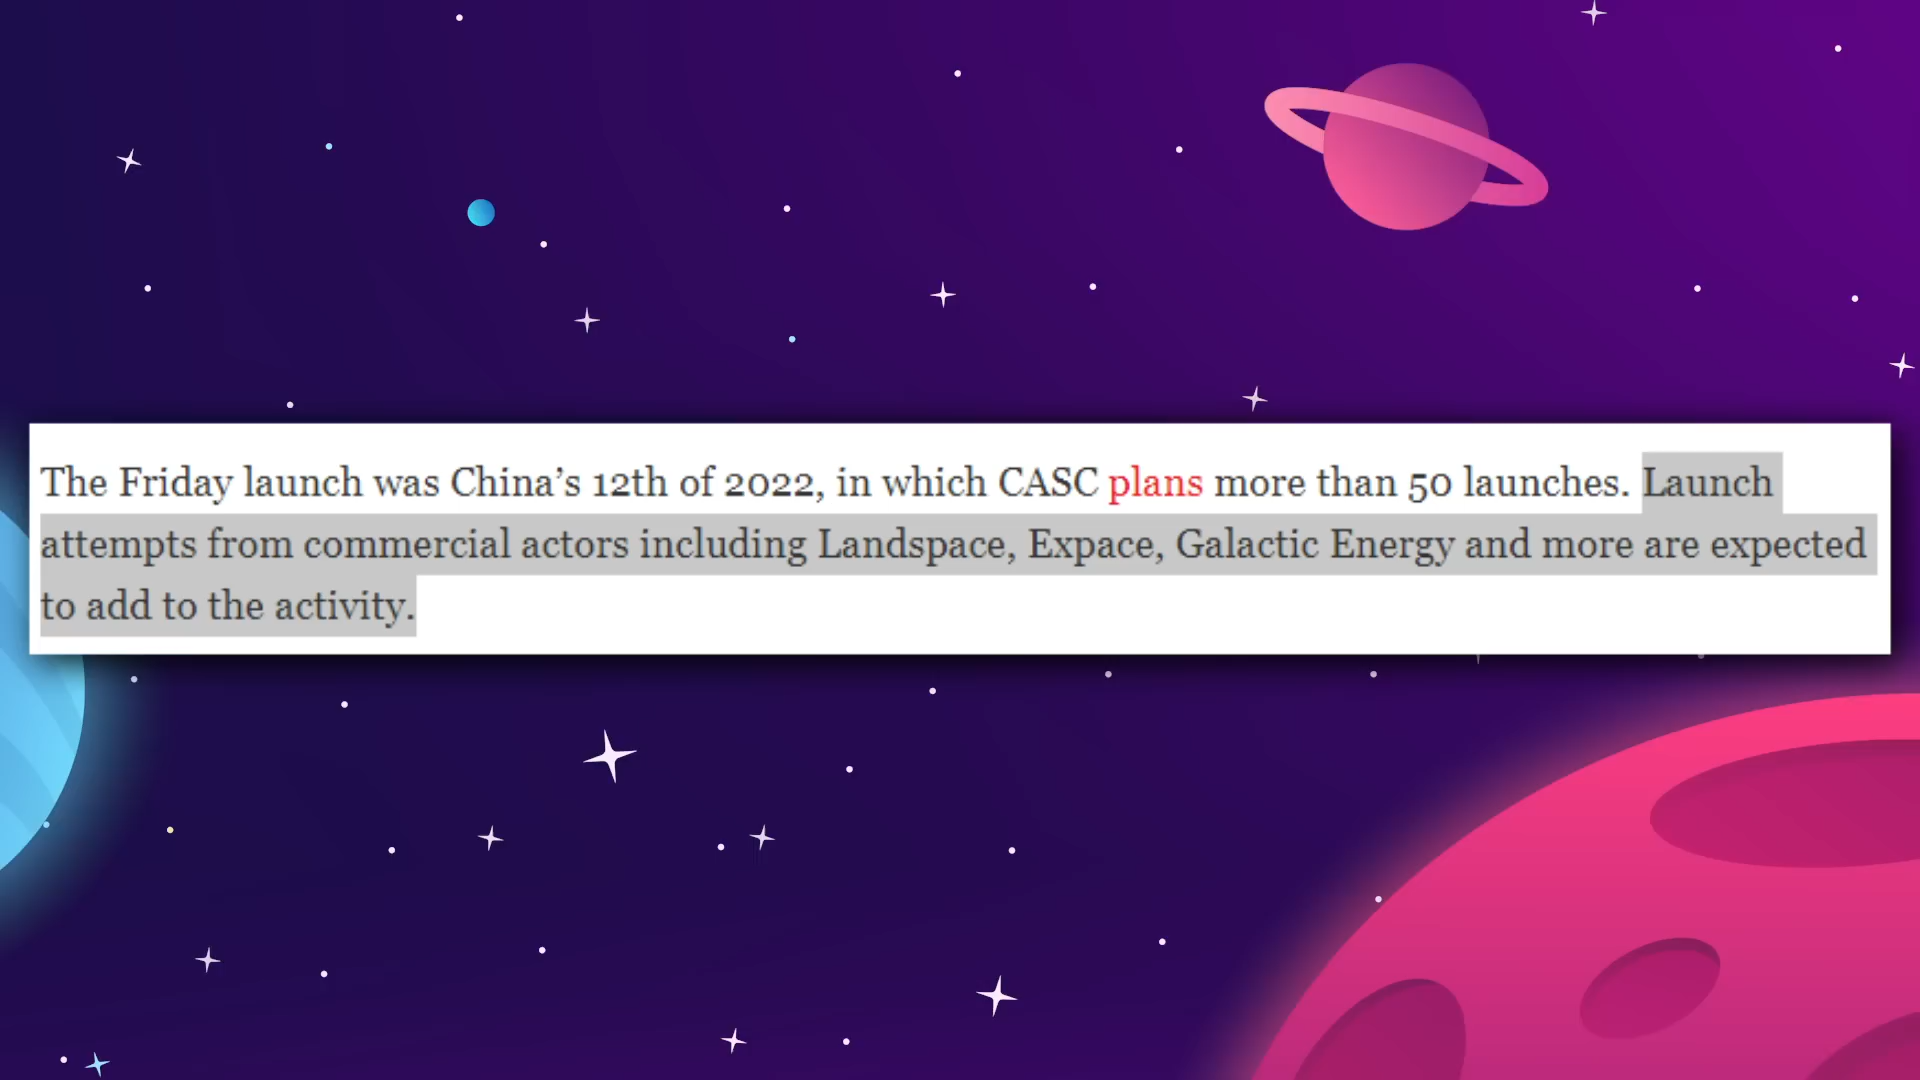 The Friday launch was China’s 12th of 2022, in which CASC plans more than 50 launches. Launch
attempts from commercial actors including Landspace, Expace, Galactic Energy and more are expected
to add to the activity.